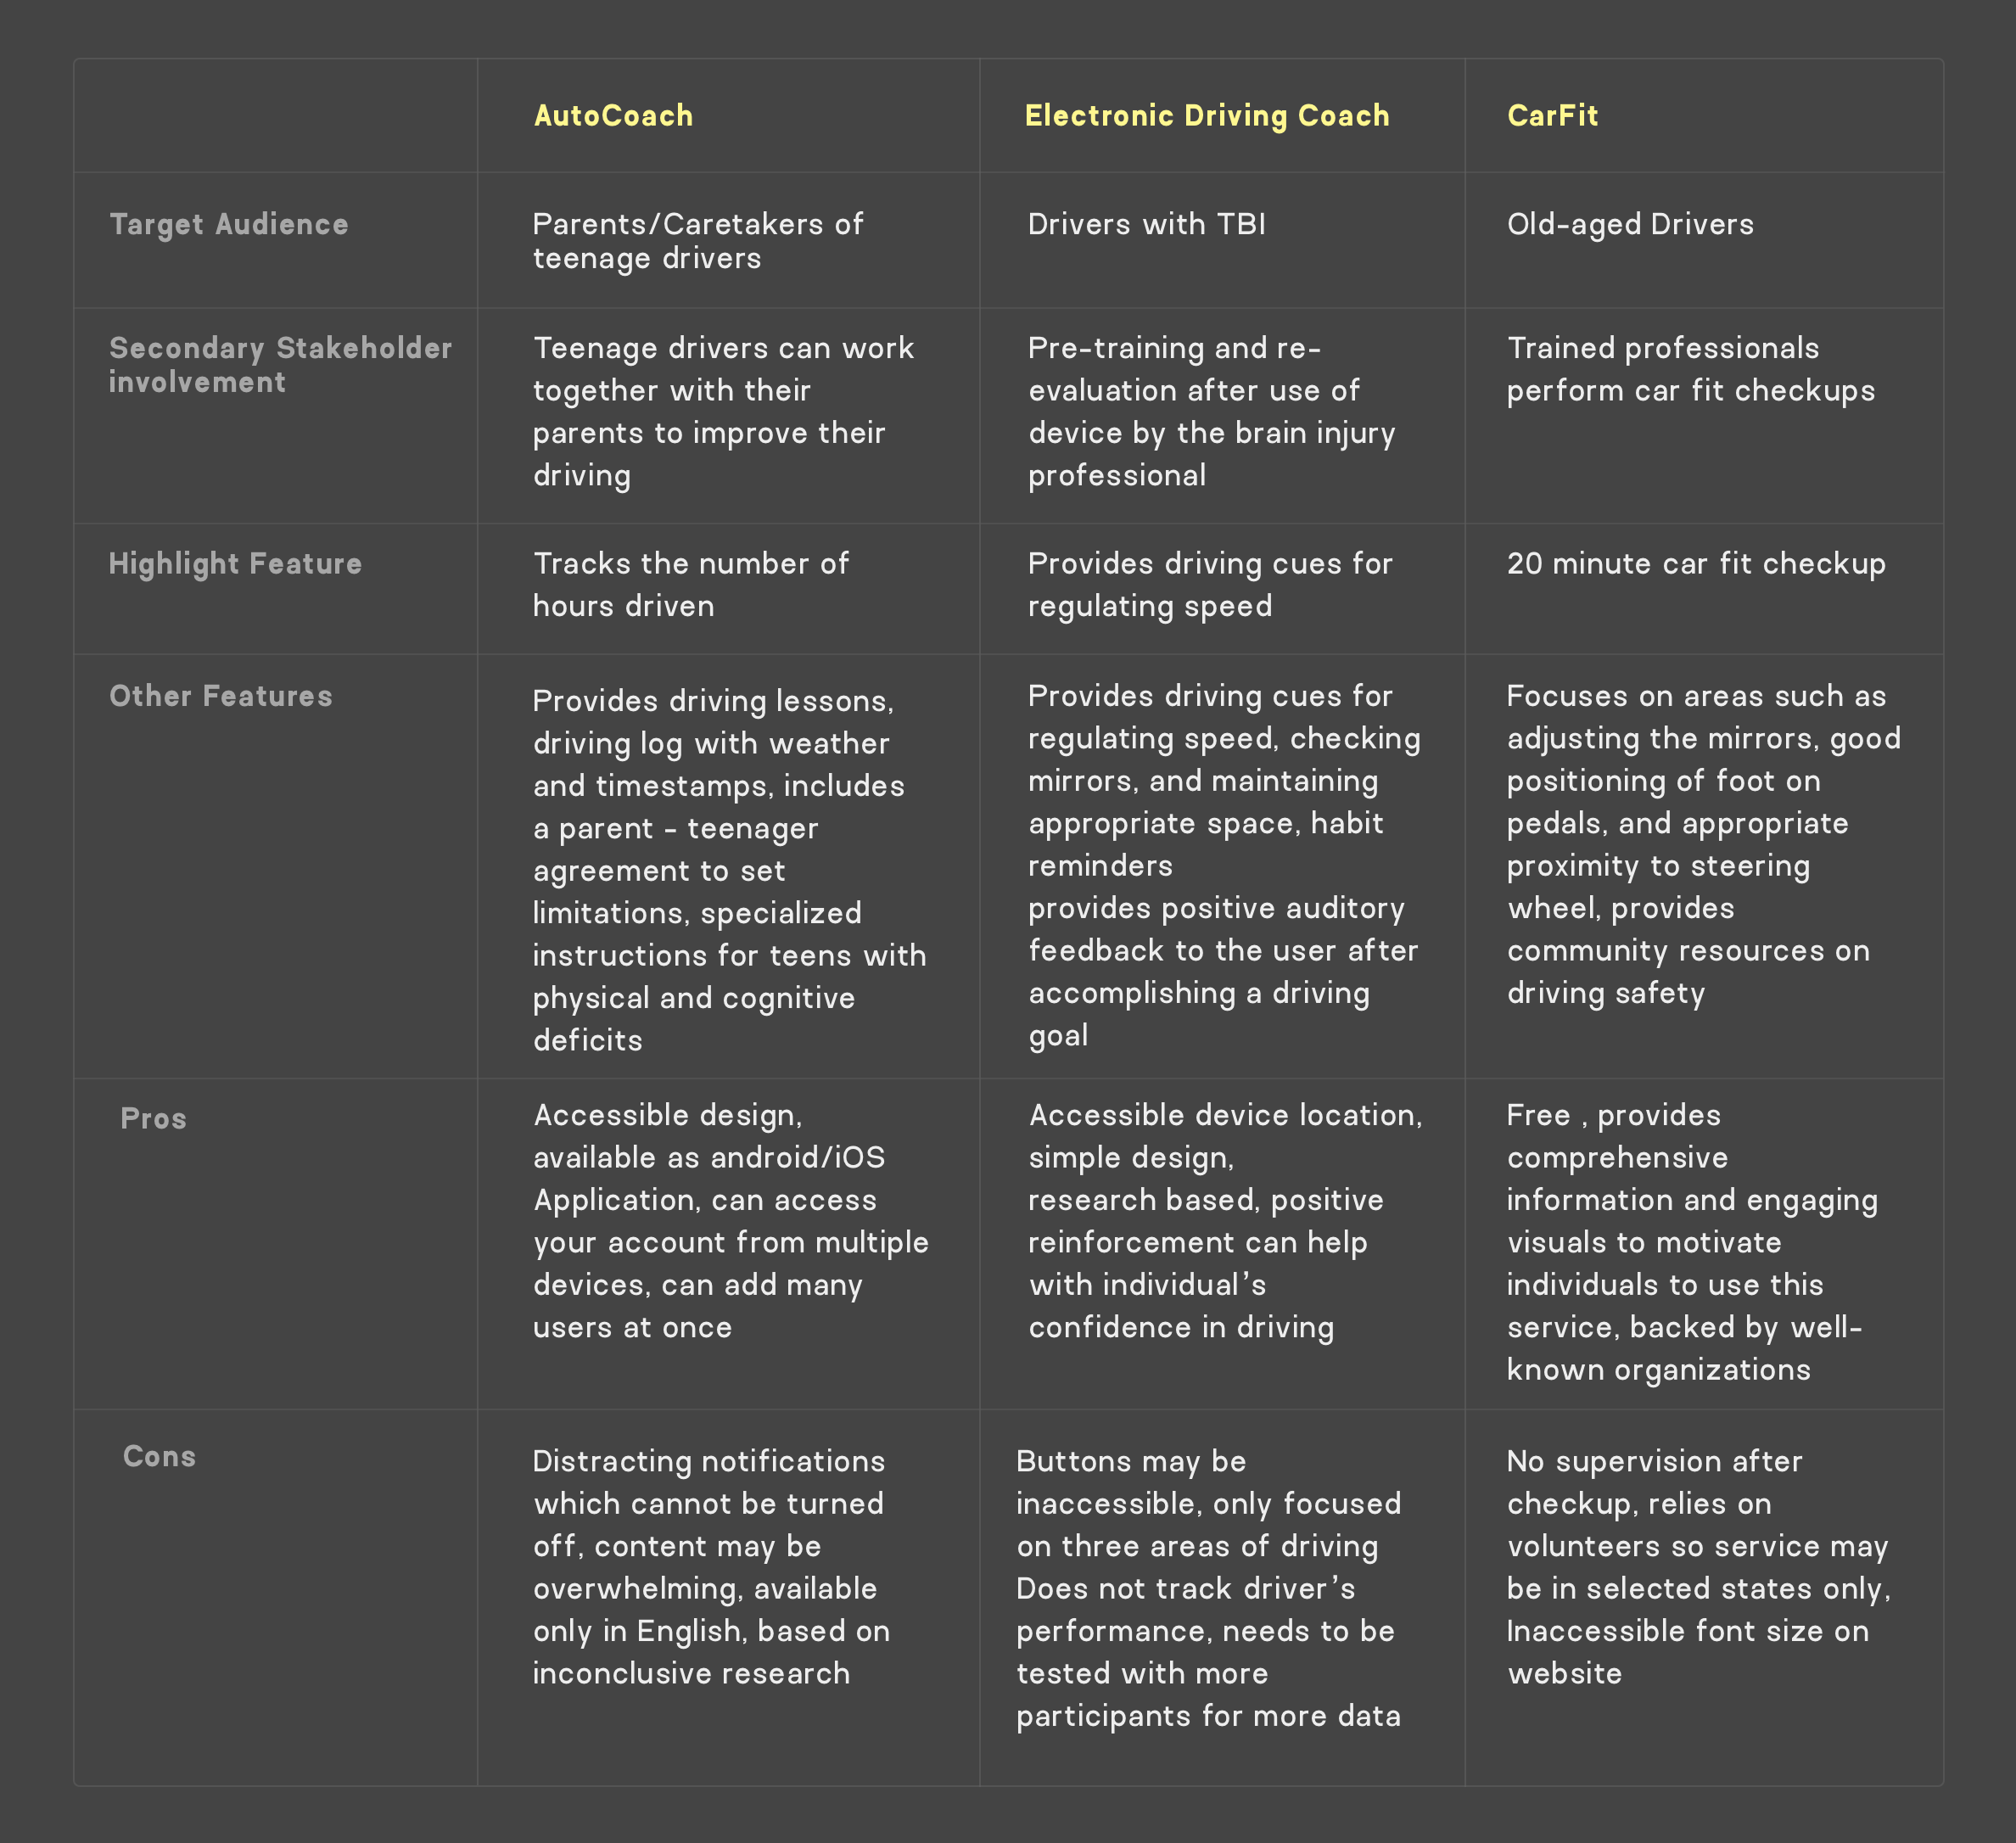 AutoCoach
Electronic Driving Coach
CarFit
Target Audience
Parents/Caretakers of
teenage drivers
Drivers with TBI
Old-aged Drivers
Secondary Stakeholder
involvement
Teenage drivers can work
together with their
parents to improve their
driving
Pre-training and re-
evaluation after use of
device by the brain injury
professional
Trained professionals
perform car fit checkups
Highlight Feature
Tracks the number of
hours driven
Provides driving cues for
regulating speed
20 minute car fit checkup
Other Features
Provides driving lessons,
driving log with weather
and timestamps, includes
a parent - teenager
agreement to set
limitations, specialized
instructions for teens with
physical and cognitive
deficits
Provides driving cues for
regulating speed, checking
mirrors, and maintaining
appropriate space, habit
reminders
provides positive auditory
feedback to the user after
accomplishing a driving
goal
Focuses on areas such as
adjusting the mirrors, good
positioning of foot on
pedals, and appropriate
proximity to steering
wheel, provides
community resources on
driving safety
Pros
Accessible design,
available as android/iOS
Application, can access
your account from multiple
devices, can add many
users at once
Accessible device location,
simple design,
research based, positive
reinforcement can help
with individual’s
confidence in driving
Free , provides
comprehensive
information and engaging
visuals to motivate
individuals to use this
service, backed by well-
known organizations
Cons
Distracting notifications
which cannot be turned
off, content may be
overwhelming, available
only in English, based on
inconclusive research
Buttons may be
inaccessible, only focused
on three areas of driving
Does not track driver’s
performance, needs to be
tested with more
participants for more data
No supervision after
checkup, relies on
volunteers so service may
be in selected states only,
Inaccessible font size on
website